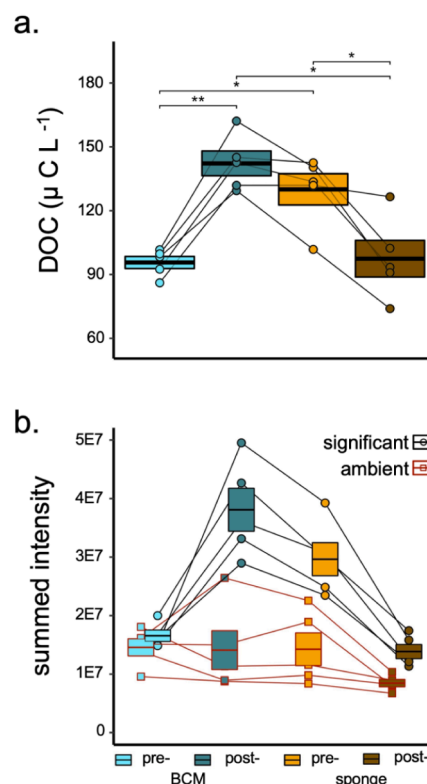 a.
DOC (μ C L⁻¹)
180
150
120
90
60
*
*
*
**
b.
summed intensity
5E7
4E7
3E7
2E7
1E7
0
significant
ambient
pre- post- pre- post-
BCM sponge